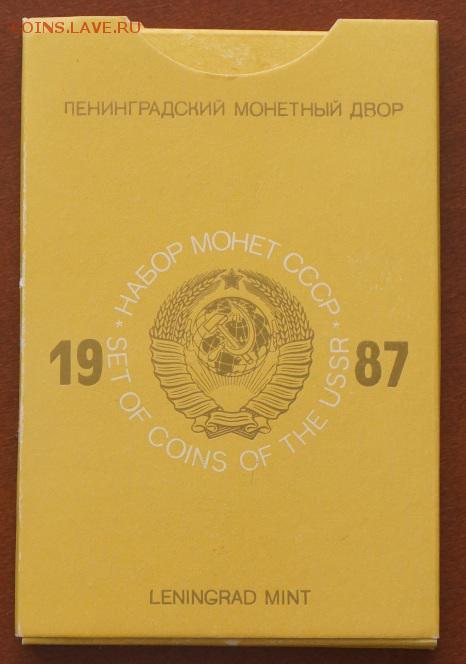 COINS.LAVE.RU
ЛЕНИНГРАДСКИЙ МОНЕТНЫЙ ДВОР
* НАБОР МОНЕТ СССР *
19 87
SET OF COINS OF THE USSR
LENINGRAD MINT